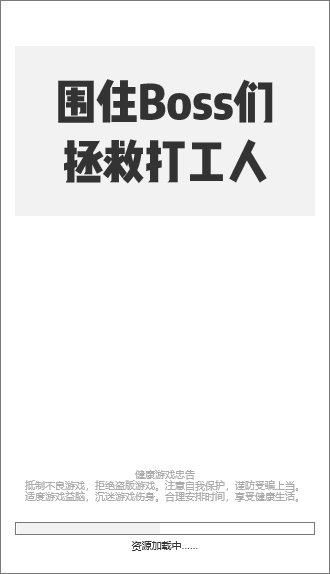 围住Boss们
拯救打工人
健康游戏忠告
抵制不良游戏，拒绝盗版游戏。注意自我保护，谨防受骗上当。
适度游戏益脑，沉迷游戏伤身。合理安排时间，享受健康生活。
资源加载中......